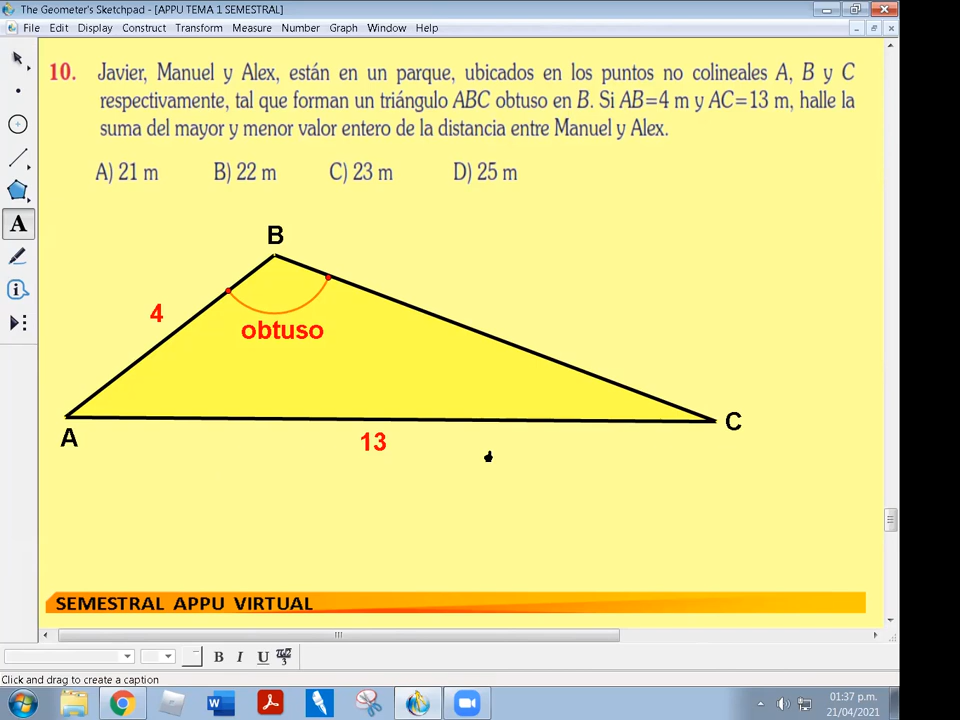 The Geometer's Sketchpad - [APPU TEMA 1 SEMESTRAL]
File Edit Display Construct Transform Measure Number Graph Window Help
10. Javier, Manuel y Alex, están en un parque, ubicados en los puntos no colineales A, B y C
respectivamente, tal que forman un triángulo ABC obtuso en B. Si AB=4 m y AC=13 m, halle la
suma del mayor y menor valor entero de la distancia entre Manuel y Alex.
A) 21 m B) 22 m C) 23 m D) 25 m
B
4
obtuso
A
C
13
SEMESTRAL APPU VIRTUAL
B I U
Click and drag to create a caption
01:37 p.m.
21/04/2021